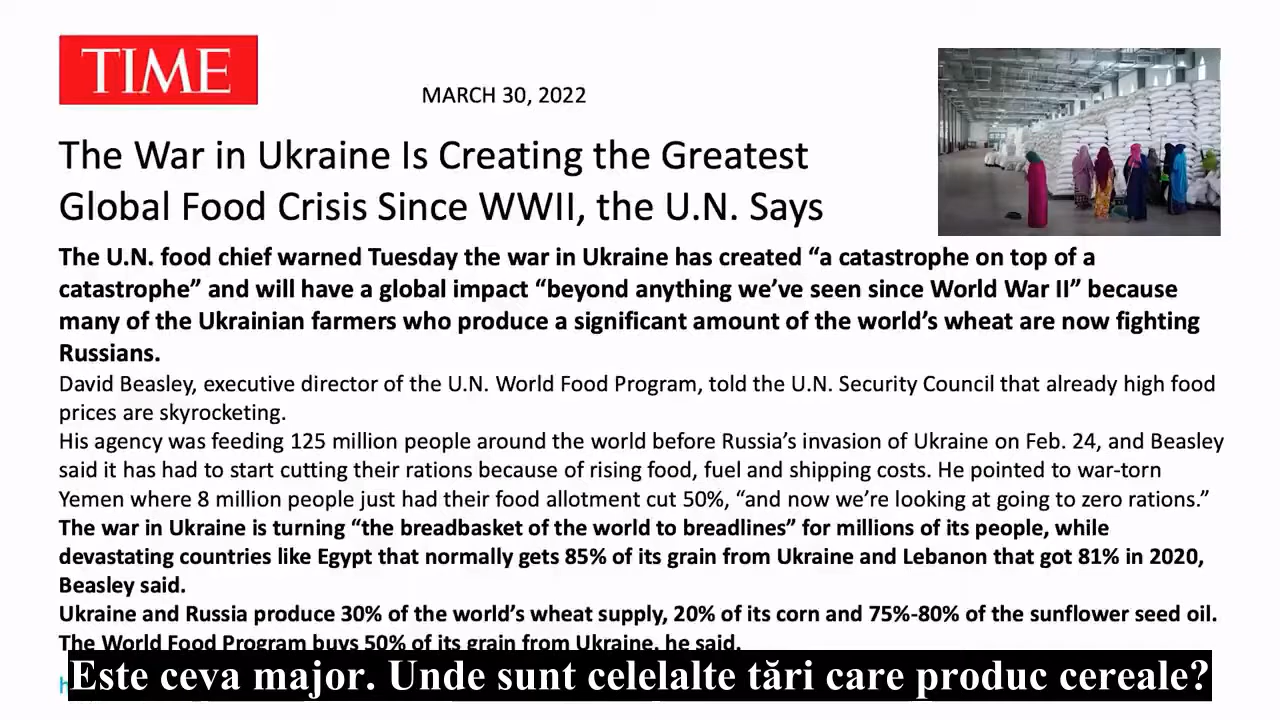 TIME
MARCH 30, 2022
The War in Ukraine Is Creating the Greatest
Global Food Crisis Since WWII, the U.N. Says
The U.N. food chief warned Tuesday the war in Ukraine has created “a catastrophe on top of a
catastrophe” and will have a global impact “beyond anything we’ve seen since World War II” because
many of the Ukrainian farmers who produce a significant amount of the world’s wheat are now fighting
Russians.
David Beasley, executive director of the U.N. World Food Program, told the U.N. Security Council that already high food
prices are skyrocketing.
His agency was feeding 125 million people around the world before Russia’s invasion of Ukraine on Feb. 24, and Beasley
said it has had to start cutting their rations because of rising food, fuel and shipping costs. He pointed to war-torn
Yemen where 8 million people just had their food allotment cut 50%, “and now we’re looking at going to zero rations.”
The war in Ukraine is turning “the breadbasket of the world to breadlines” for millions of its people, while
devastating countries like Egypt that normally gets 85% of its grain from Ukraine and Lebanon that got 81% in 2020,
Beasley said.
Ukraine and Russia produce 30% of the world’s wheat supply, 20% of its corn and 75%-80% of the sunflower seed oil.
The World Food Program buys 50% of its grain from Ukraine, he said.
Este ceva major. Unde sunt celelalte tări care produc cereale?